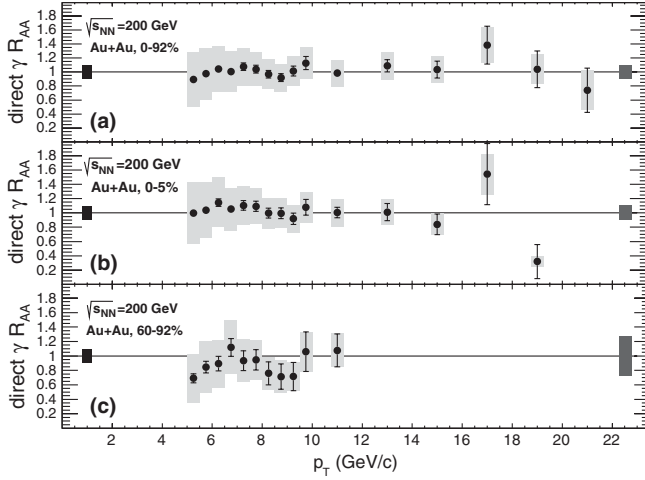 1.8
1.6
1.4
1.2
1
0.8
0.6
0.4
0.2
direct γ R_AA
√s_NN =200 GeV
Au+Au, 0-92%
(a)
1.8
1.6
1.4
1.2
1
0.8
0.6
0.4
0.2
direct γ R_AA
√s_NN =200 GeV
Au+Au, 0-5%
(b)
1.8
1.6
1.4
1.2
1
0.8
0.6
0.4
0.2
direct γ R_AA
√s_NN =200 GeV
Au+Au, 60-92%
(c)
2 4 6 8 10 12 14 16 18 20 22
p_T (GeV/c)